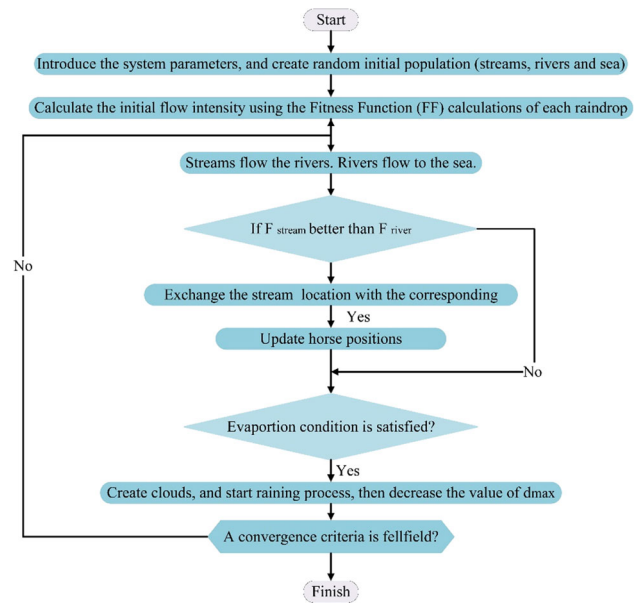 Start
Introduce the system parameters, and create random initial population (streams, rivers and sea)
Calculate the initial flow intensity using the Fitness Function (FF) calculations of each raindrop
Streams flow the rivers. Rivers flow to the sea.
If F stream better than F river
No
Exchange the stream location with the corresponding
Yes
Update horse positions
No
Evaportion condition is satisfied?
Yes
Create clouds, and start raining process, then decrease the value of dmax
A convergence criteria is fellfield?
Finish